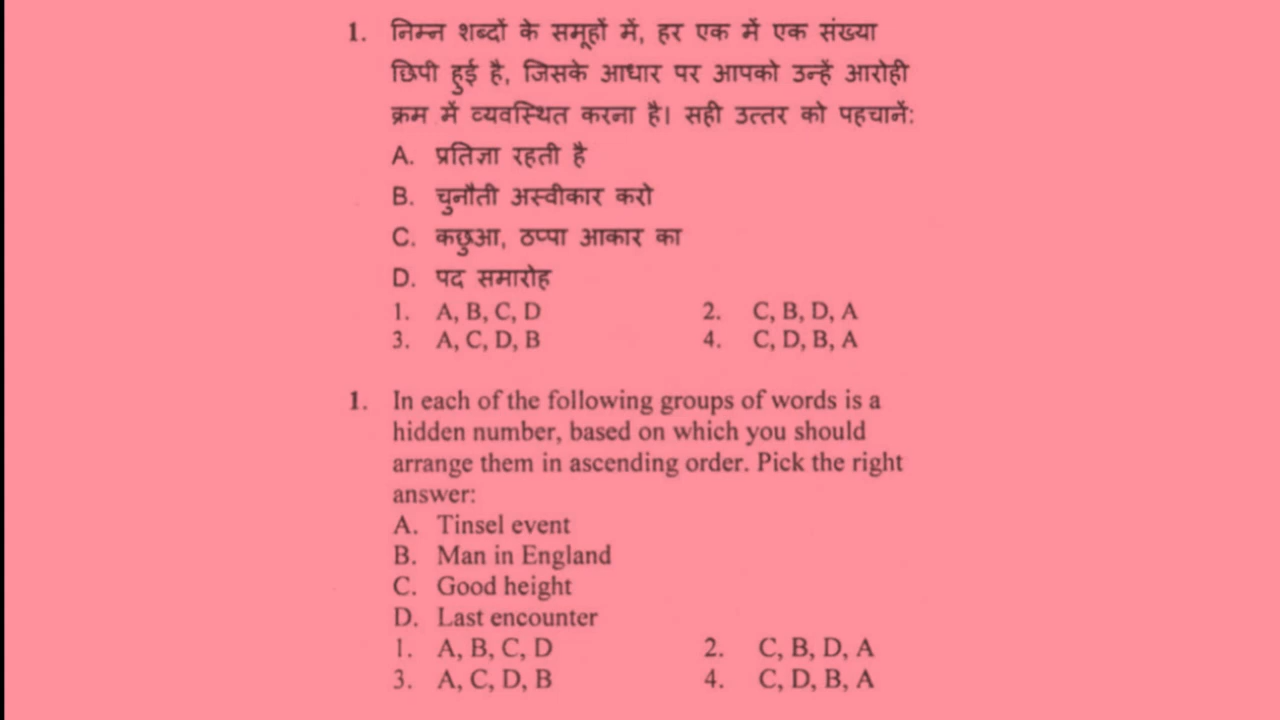 1. निम्न शब्दों के समूहों में, हर एक में एक संख्या
छिपी हुई है, जिसके आधार पर आपको उन्हें आरोही
क्रम में व्यवस्थित करना है। सही उत्तर को पहचानें:
A. प्रतिज्ञा रहती है
B. चुनौती अस्वीकार करो
C. कछुआ, ठप्पा आकार का
D. पद समारोह
1. A, B, C, D 2. C, B, D, A
3. A, C, D, B 4. C, D, B, A
1. In each of the following groups of words is a
hidden number, based on which you should
arrange them in ascending order. Pick the right
answer:
A. Tinsel event
B. Man in England
C. Good height
D. Last encounter
1. A, B, C, D 2. C, B, D, A
3. A, C, D, B 4. C, D, B, A